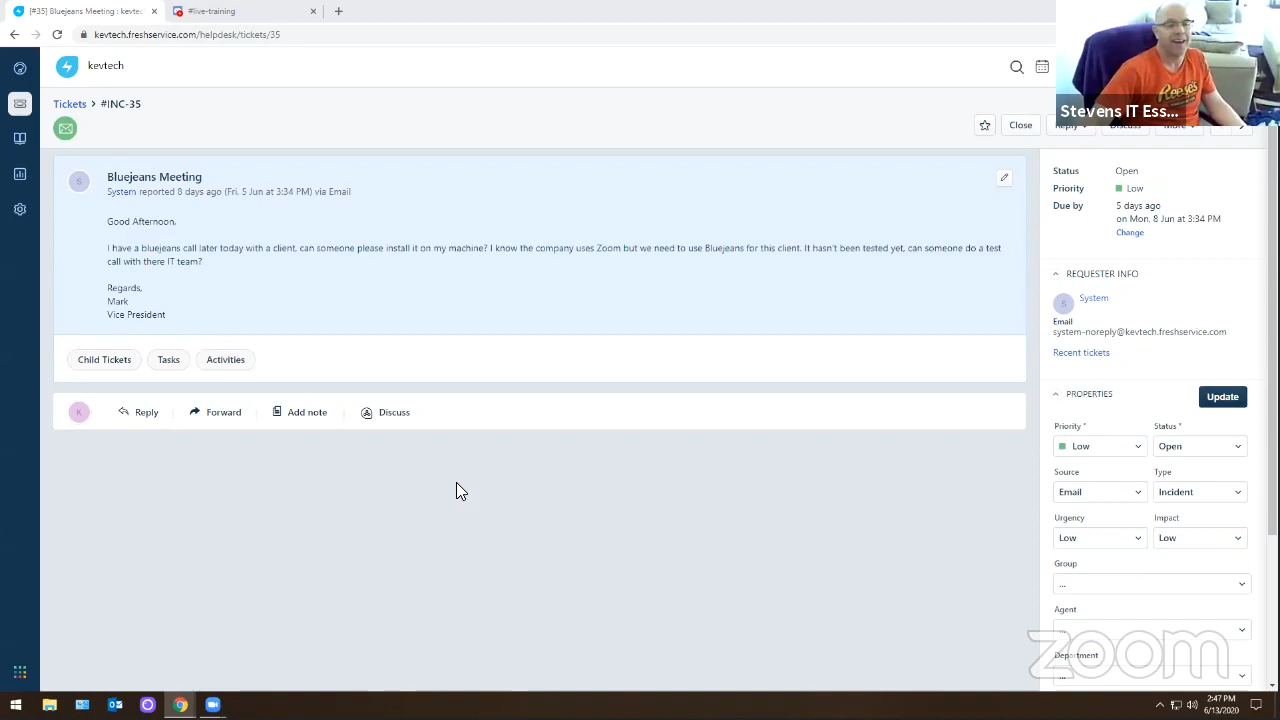 [#35] Bluejeans Meeting : kevtec
#live-training
kevtech.freshservice.com/helpdesk/tickets/35
kevtech
Tickets > #INC-35
Close
Reply
Discuss
More
Reese's
Stevens IT Ess...
Bluejeans Meeting
System reported 8 days ago (Fri, 5 Jun at 3:34 PM) via Email
S
Good Afternoon,
I have a bluejeans call later today with a client, can someone please install it on my machine? I know the company uses Zoom but we need to use Bluejeans for this client. It hasn't been tested yet, can someone do a test
call with there IT team?
Regards,
Mark
Vice President
Child Tickets
Tasks
Activities
K
Reply
Forward
Add note
Discuss
Status Open
Priority Low
Due by 5 days ago
on Mon, 8 Jun at 3:34 PM
Change
REQUESTER INFO
S
System
Email
system-noreply@kevtech.freshservice.com
Recent tickets
PROPERTIES
Update
Priority * Status *
Low Open
Source Type
Email Incident
Urgency Impact
Low Low
Group
...
Agent
...
Department
...
zoom
2:47 PM
6/13/2020